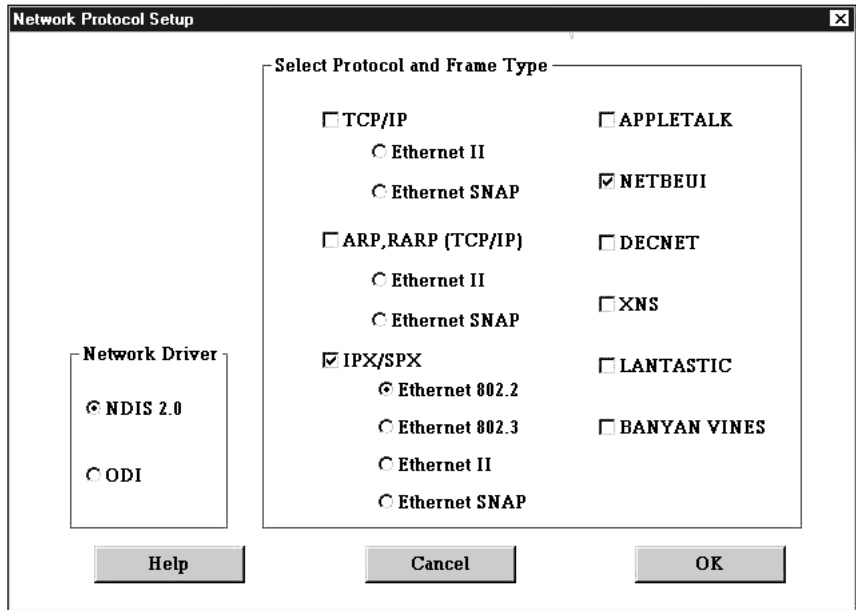 Network Protocol Setup
Select Protocol and Frame Type
TCP/IP
Ethernet II
Ethernet SNAP
ARP,RARP (TCP/IP)
Ethernet II
Ethernet SNAP
IPX/SPX
Ethernet 802.2
Ethernet 802.3
Ethernet II
Ethernet SNAP
APPLETALK
NETBEUI
DECNET
XNS
LANTASTIC
BANYAN VINES
Network Driver
NDIS 2.0
ODI
Help
Cancel
OK